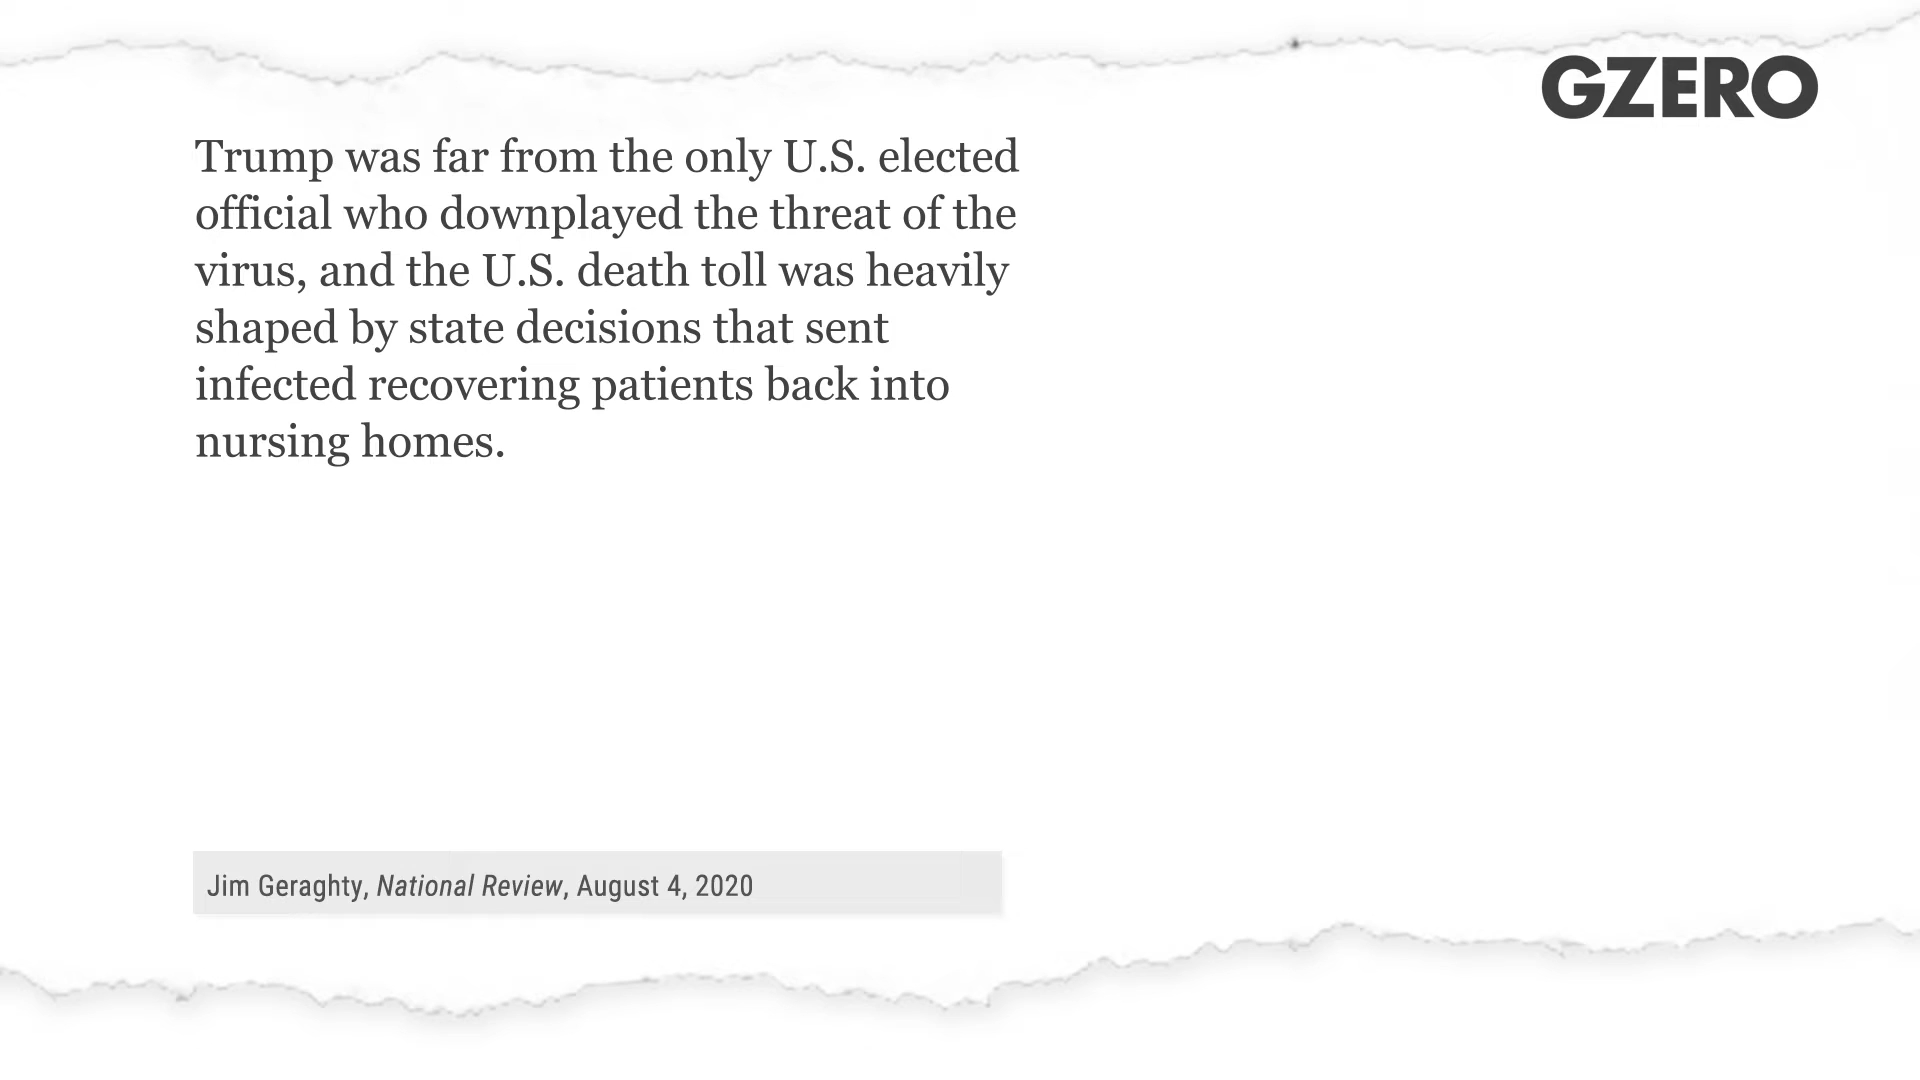 GZERO
Trump was far from the only U.S. elected
official who downplayed the threat of the
virus, and the U.S. death toll was heavily
shaped by state decisions that sent
infected recovering patients back into
nursing homes.
Jim Geraghty, National Review, August 4, 2020